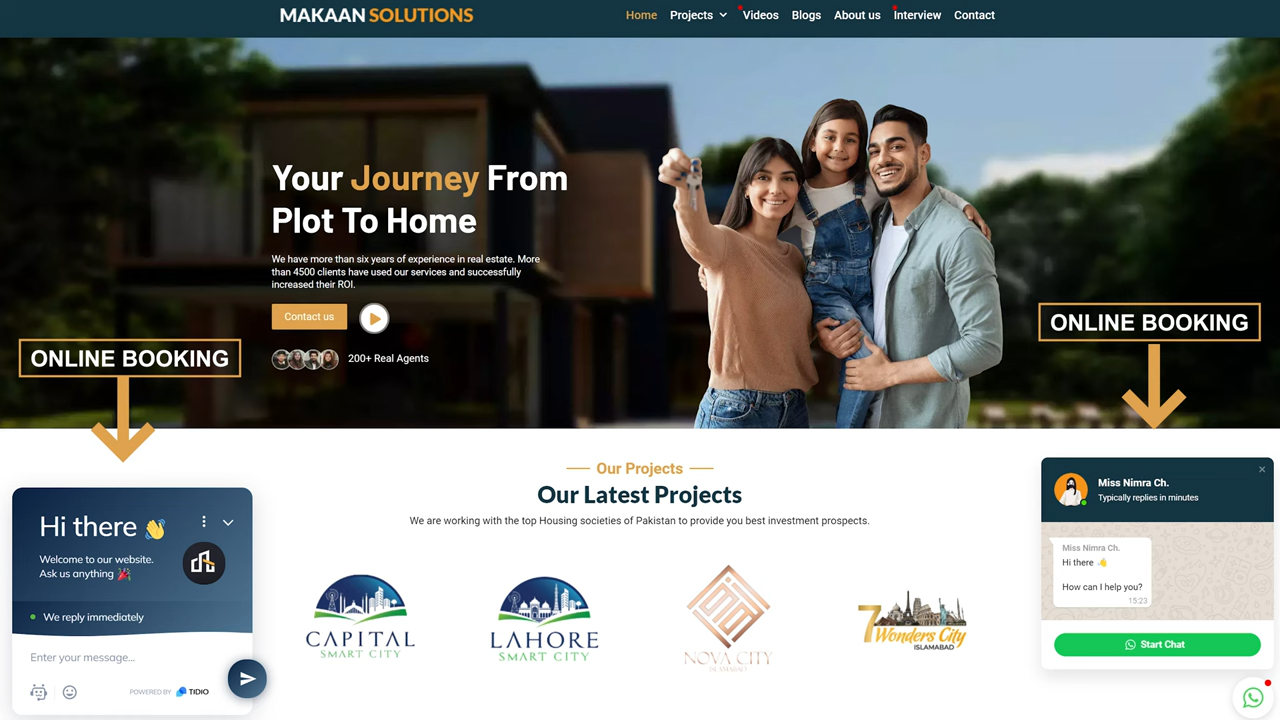 MAKAAN SOLUTIONS
Home Projects Videos Blogs About us Interview Contact
Your Journey From
Plot To Home
We have more than six years of experience in real estate. More
than 4500 clients have used our services and successfully
increased their ROI.
Contact us
200+ Real Agents
ONLINE BOOKING
ONLINE BOOKING
Our Projects
Our Latest Projects
We are working with the top Housing societies of Pakistan to provide you best investment prospects.
CAPITAL
SMART CITY
LAHORE
SMART CITY
NOVA CITY
ISLAMABAD
7 Wonders City
ISLAMABAD
Hi there
Welcome to our website.
Ask us anything
We reply immediately
Enter your message...
POWERED BY TIDIO
Miss Nimra Ch.
Typically replies in minutes
Miss Nimra Ch.
Hi there
How can I help you?
15:23
Start Chat